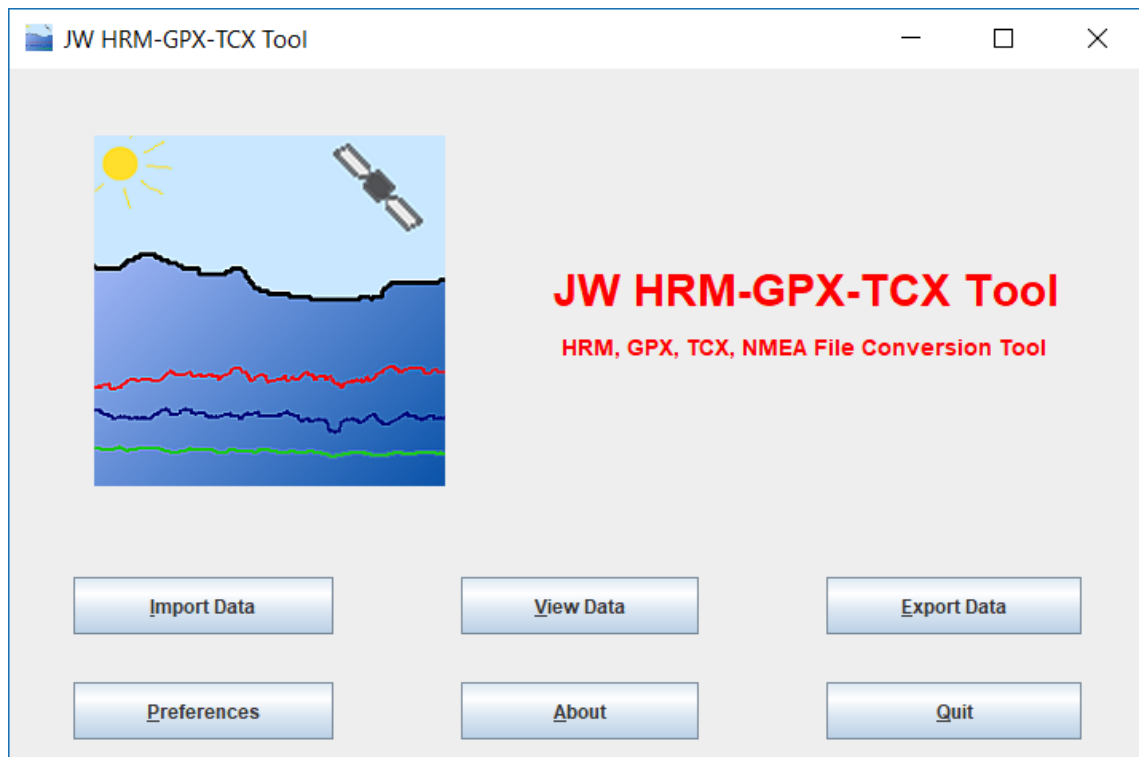 JW HRM-GPX-TCX Tool
JW HRM-GPX-TCX Tool
HRM, GPX, TCX, NMEA File Conversion Tool
Import Data
View Data
Export Data
Preferences
About
Quit